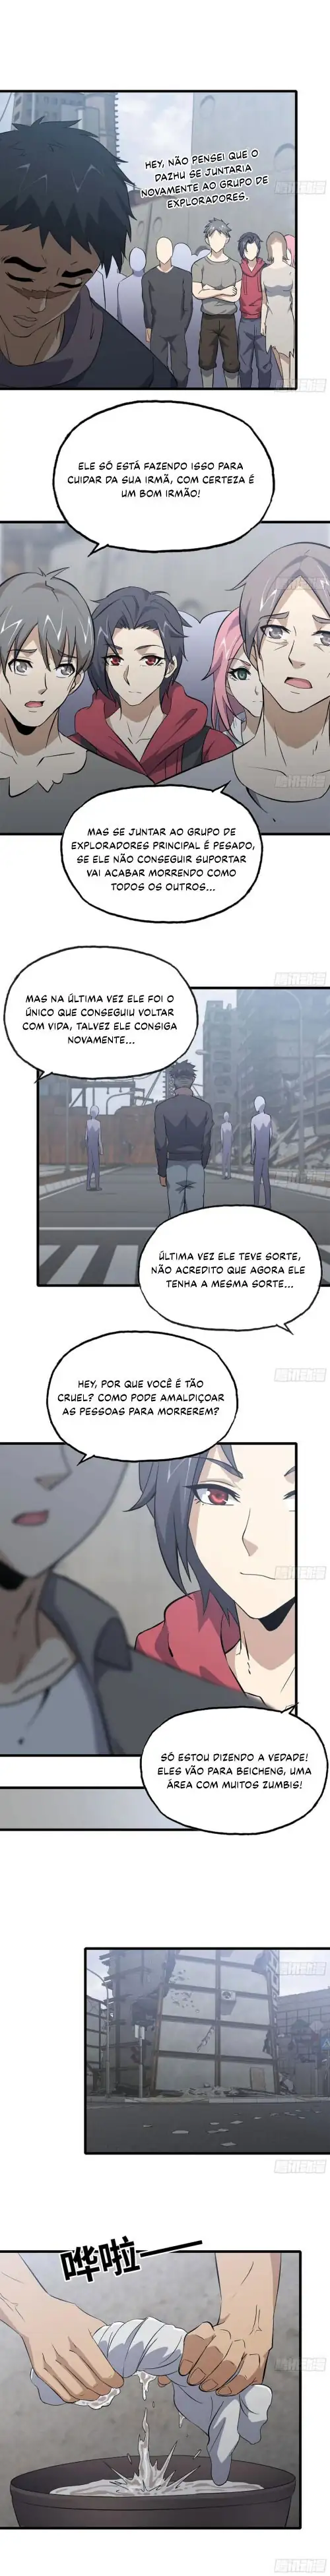 HEY, NÃO PENSEI QUE O
DAZHU SE JUNTARIA
NOVAMENTE AO GRUPO DE
EXPLORADORES.
ELE SÓ ESTÁ FAZENDO ISSO PARA
CUIDAR DA SUA IRMÃ, COM CERTEZA É
UM BOM IRMÃO!
MAS SE JUNTAR AO GRUPO DE
EXPLORADORES PRINCIPAL É PESADO,
SE ELE NÃO CONSEGUIR SUPORTAR
VAI ACABAR MORRENDO COMO
TODOS OS OUTROS...
MAS NA ÚLTIMA VEZ ELE FOI O
ÚNICO QUE CONSEGUIU VOLTAR
COM VIDA, TALVEZ ELE CONSIGA
NOVAMENTE...
ÚLTIMA VEZ ELE TEVE SORTE,
NÃO ACREDITO QUE AGORA ELE
TENHA A MESMA SORTE...
HEY, POR QUE VOCÊ É TÃO
CRUEL? COMO PODE AMALDIÇOAR
AS PESSOAS PARA MORREREM?
SÓ ESTOU DIZENDO A VEDADE!
ELES VÃO PARA BEICHENG, UMA
ÁREA COM MUITOS ZUMBIS!
哗啦——